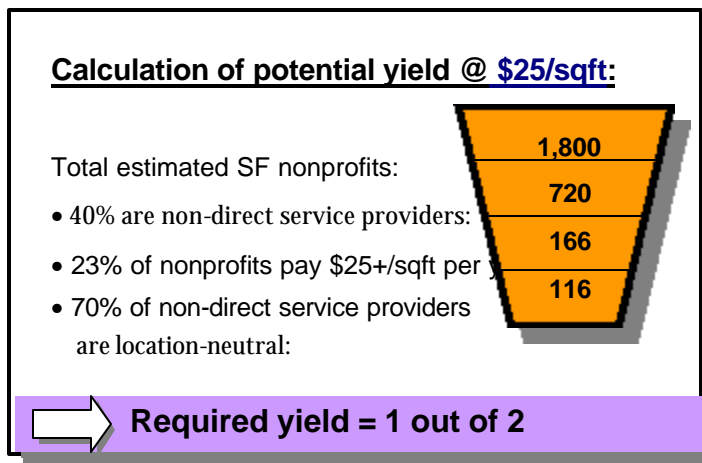 Calculation of potential yield @ $25/sqft:
Total estimated SF nonprofits:
1,800
• 40% are non-direct service providers:
720
• 23% of nonprofits pay $25+/sqft per
166
• 70% of non-direct service providers
are location-neutral:
116
Required yield = 1 out of 2